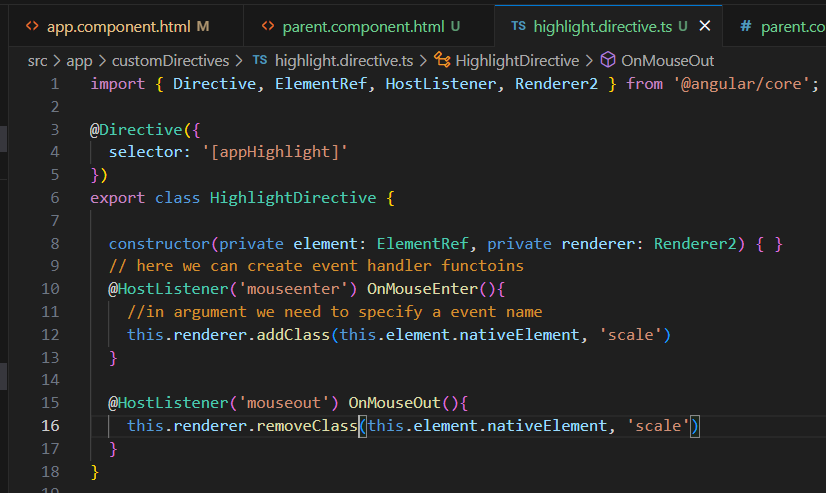 app.component.html M parent.component.html U TS highlight.directive.ts U # parent.co
src > app > customDirectives > TS highlight.directive.ts > HighlightDirective > OnMouseOut
1 import { Directive, ElementRef, HostListener, Renderer2 } from '@angular/core';
2
3 @Directive({
4 selector: '[appHighlight]'
5 })
6 export class HighlightDirective {
7
8 constructor(private element: ElementRef, private renderer: Renderer2) { }
9 // here we can create event handler functoins
10 @HostListener('mouseenter') OnMouseEnter(){
11 //in argument we need to specify a event name
12 this.renderer.addClass(this.element.nativeElement, 'scale')
13 }
14
15 @HostListener('mouseout') OnMouseOut(){
16 this.renderer.removeClass(this.element.nativeElement, 'scale')
17 }
18 }
19